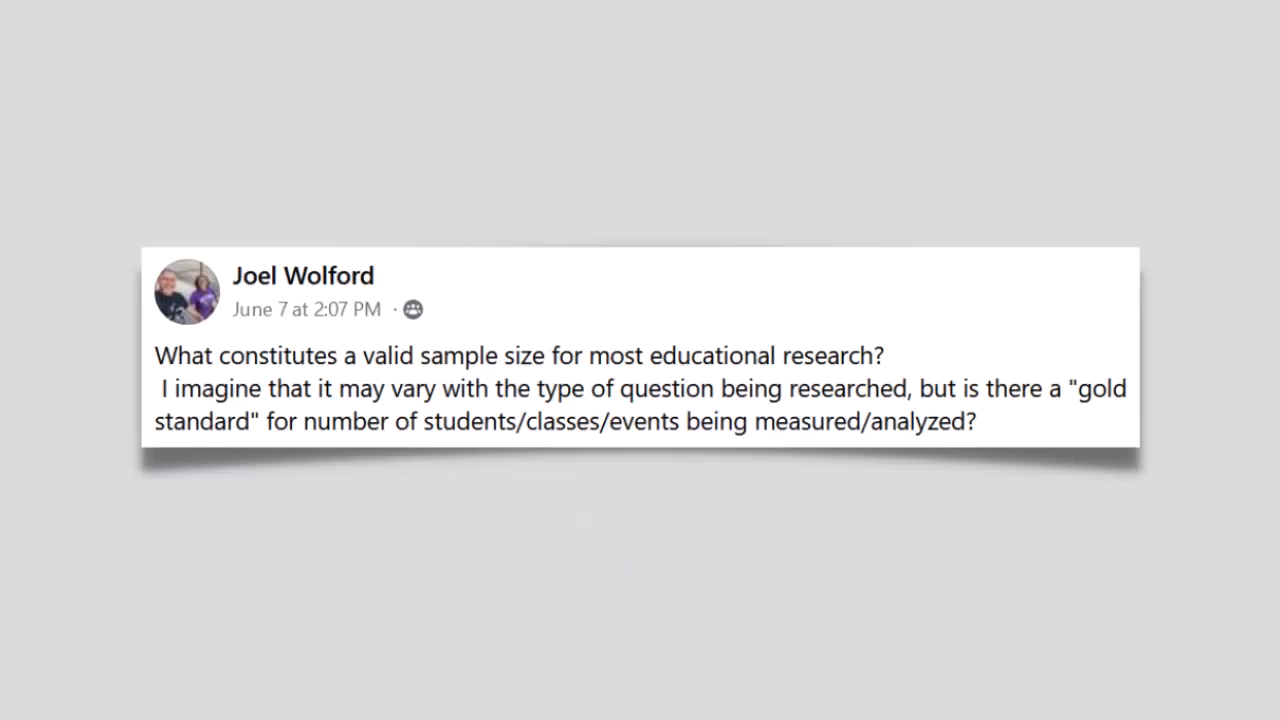 Joel Wolford
June 7 at 2:07 PM ·
What constitutes a valid sample size for most educational research?
I imagine that it may vary with the type of question being researched, but is there a "gold
standard" for number of students/classes/events being measured/analyzed?